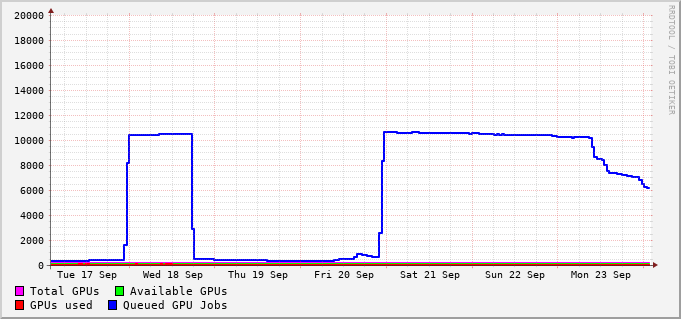 20000
18000
16000
14000
12000
10000
8000
6000
4000
2000
0
Tue 17 Sep Wed 18 Sep Thu 19 Sep Fri 20 Sep Sat 21 Sep Sun 22 Sep Mon 23 Sep
Total GPUs Available GPUs
GPUs used Queued GPU Jobs
RRDTOOL / TOBI OETIKER